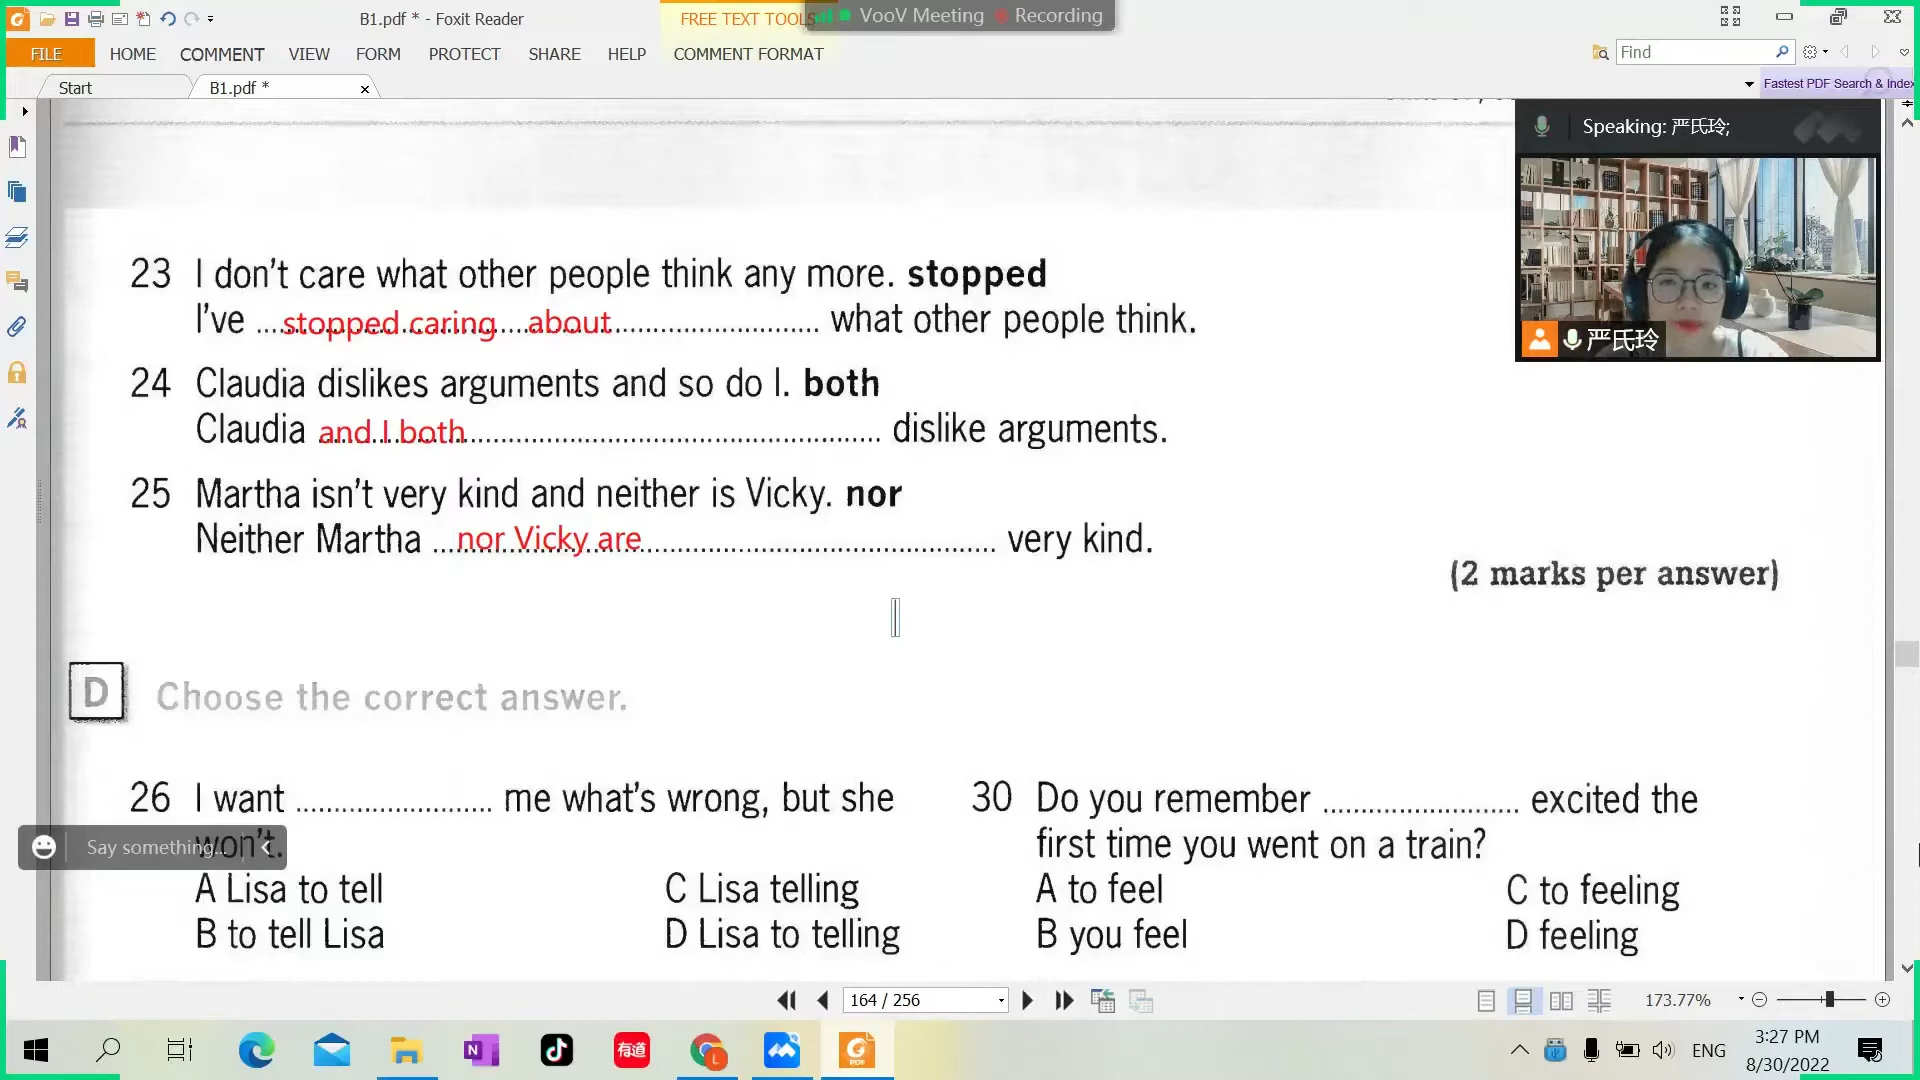 B1.pdf * - Foxit Reader
FREE TEXT TOOLS
VooV Meeting
Recording
FILE
HOME
COMMENT
VIEW
FORM
PROTECT
SHARE
HELP
COMMENT FORMAT
Find
Start
B1.pdf *
Fastest PDF Search & Index
Speaking: 严氏玲;
严氏玲
23 I don't care what other people think any more. stopped
I've ... stopped caring about ... what other people think.
24 Claudia dislikes arguments and so do I. both
Claudia and I both ... dislike arguments.
25 Martha isn't very kind and neither is Vicky. nor
Neither Martha ... nor Vicky are ... very kind.
(2 marks per answer)
D Choose the correct answer.
26 I want ... me what's wrong, but she
won't.
A Lisa to tell
C Lisa telling
B to tell Lisa
D Lisa to telling
30 Do you remember ... excited the
first time you went on a train?
A to feel
C to feeling
B you feel
D feeling
Say something...
164 / 256
173.77%
有道
L
PDF
ENG
3:27 PM
8/30/2022